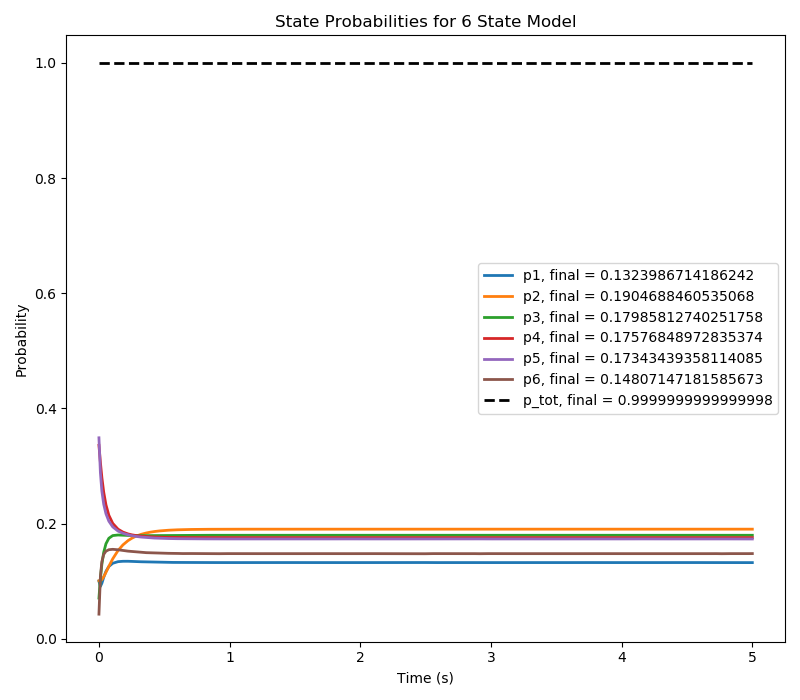 State Probabilities for 6 State Model
1.0
0.8
0.6
0.4
0.2
0.0
Probability
p1, final = 0.1323986714186242
p2, final = 0.1904688460535068
p3, final = 0.17985812740251758
p4, final = 0.17576848972835374
p5, final = 0.17343439358114085
p6, final = 0.14807147181585673
p_tot, final = 0.9999999999999998
0
1
2
3
4
5
Time (s)